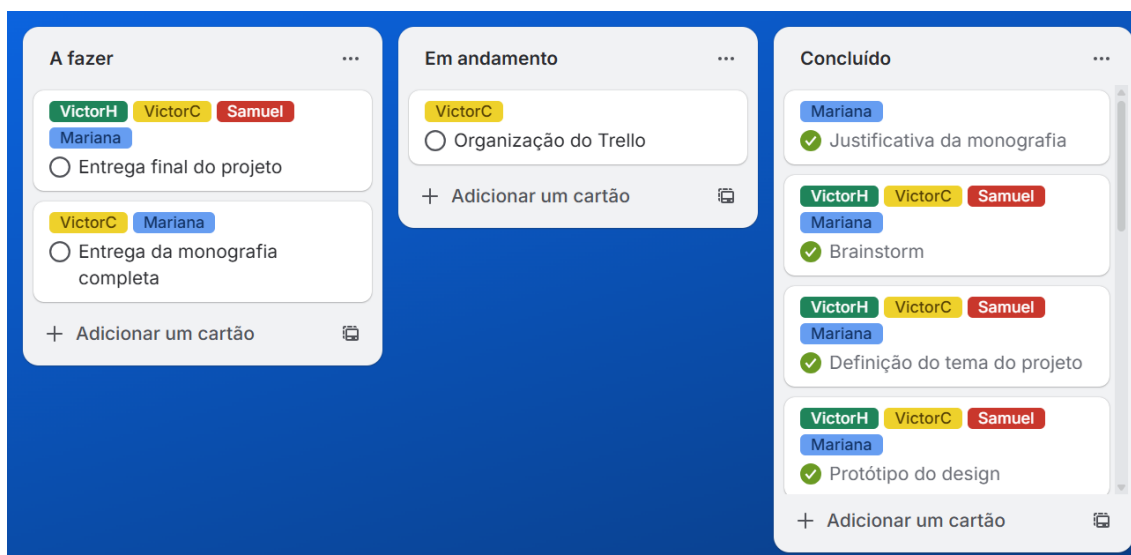 A fazer
VictorH VictorC Samuel
Mariana
Entrega final do projeto
VictorC Mariana
Entrega da monografia
completa
+ Adicionar um cartão
Em andamento
VictorC
Organização do Trello
+ Adicionar um cartão
Concluído
Mariana
Justificativa da monografia
VictorH VictorC Samuel
Mariana
Brainstorm
VictorH VictorC Samuel
Mariana
Definição do tema do projeto
VictorH VictorC Samuel
Mariana
Protótipo do design
+ Adicionar um cartão